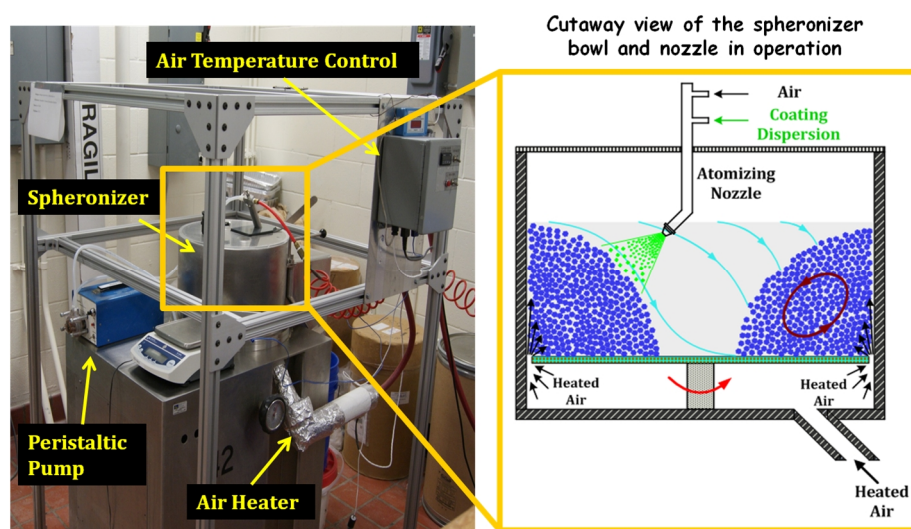 Cutaway view of the spheronizer
bowl and nozzle in operation
Air Temperature Control
RAGIL
Spheronizer
Peristaltic
Pump
Air Heater
Air
Coating
Dispersion
Atomizing
Nozzle
Heated
Air
Heated
Air
Heated
Air